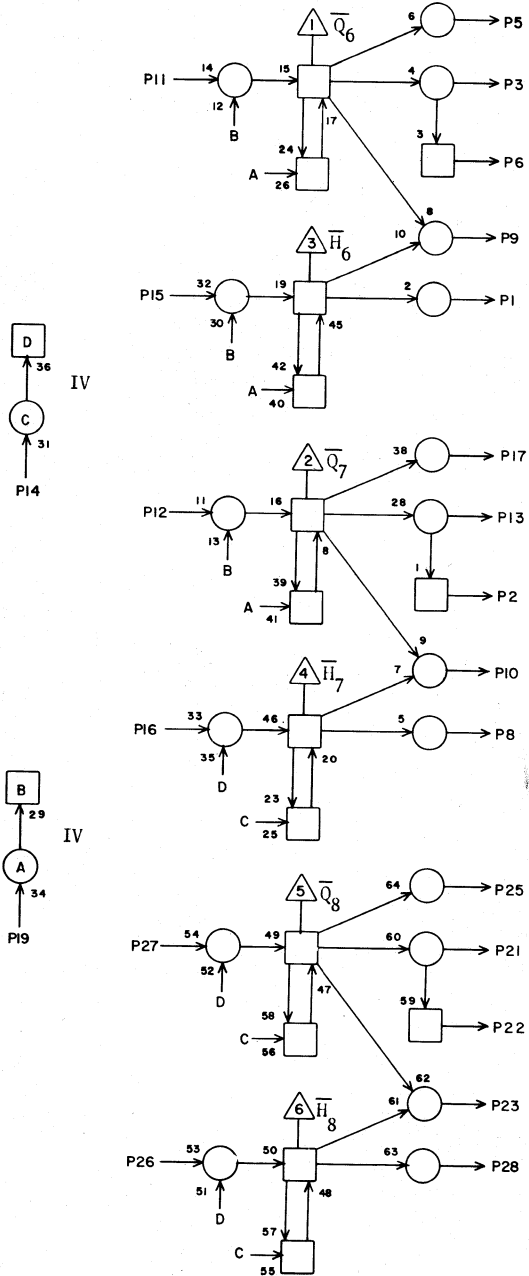 1 Q̅6 6 P5
P11 14 15 4 P3
12 17 3
B 24 P6
A 26
8
3 H̅6 10 P9
P15 32 19 2 P1
30 45
B 42
A 40
D
36
IV
C
31
P14
2 Q̅7 38 P17
P12 11 16 28 P13
13 8 1
B 39 P2
A 41
9
4 H̅7 7 P10
P16 33 46 5 P8
35 20
D 23
C 25
B
29
IV
A
34
P19
5 Q̅8 64 P25
P27 54 49 60 P21
52 47 59
D 58 P22
C 56
62
6 H̅8 61 P23
P26 53 50 63 P28
51 48
D 57
C 55